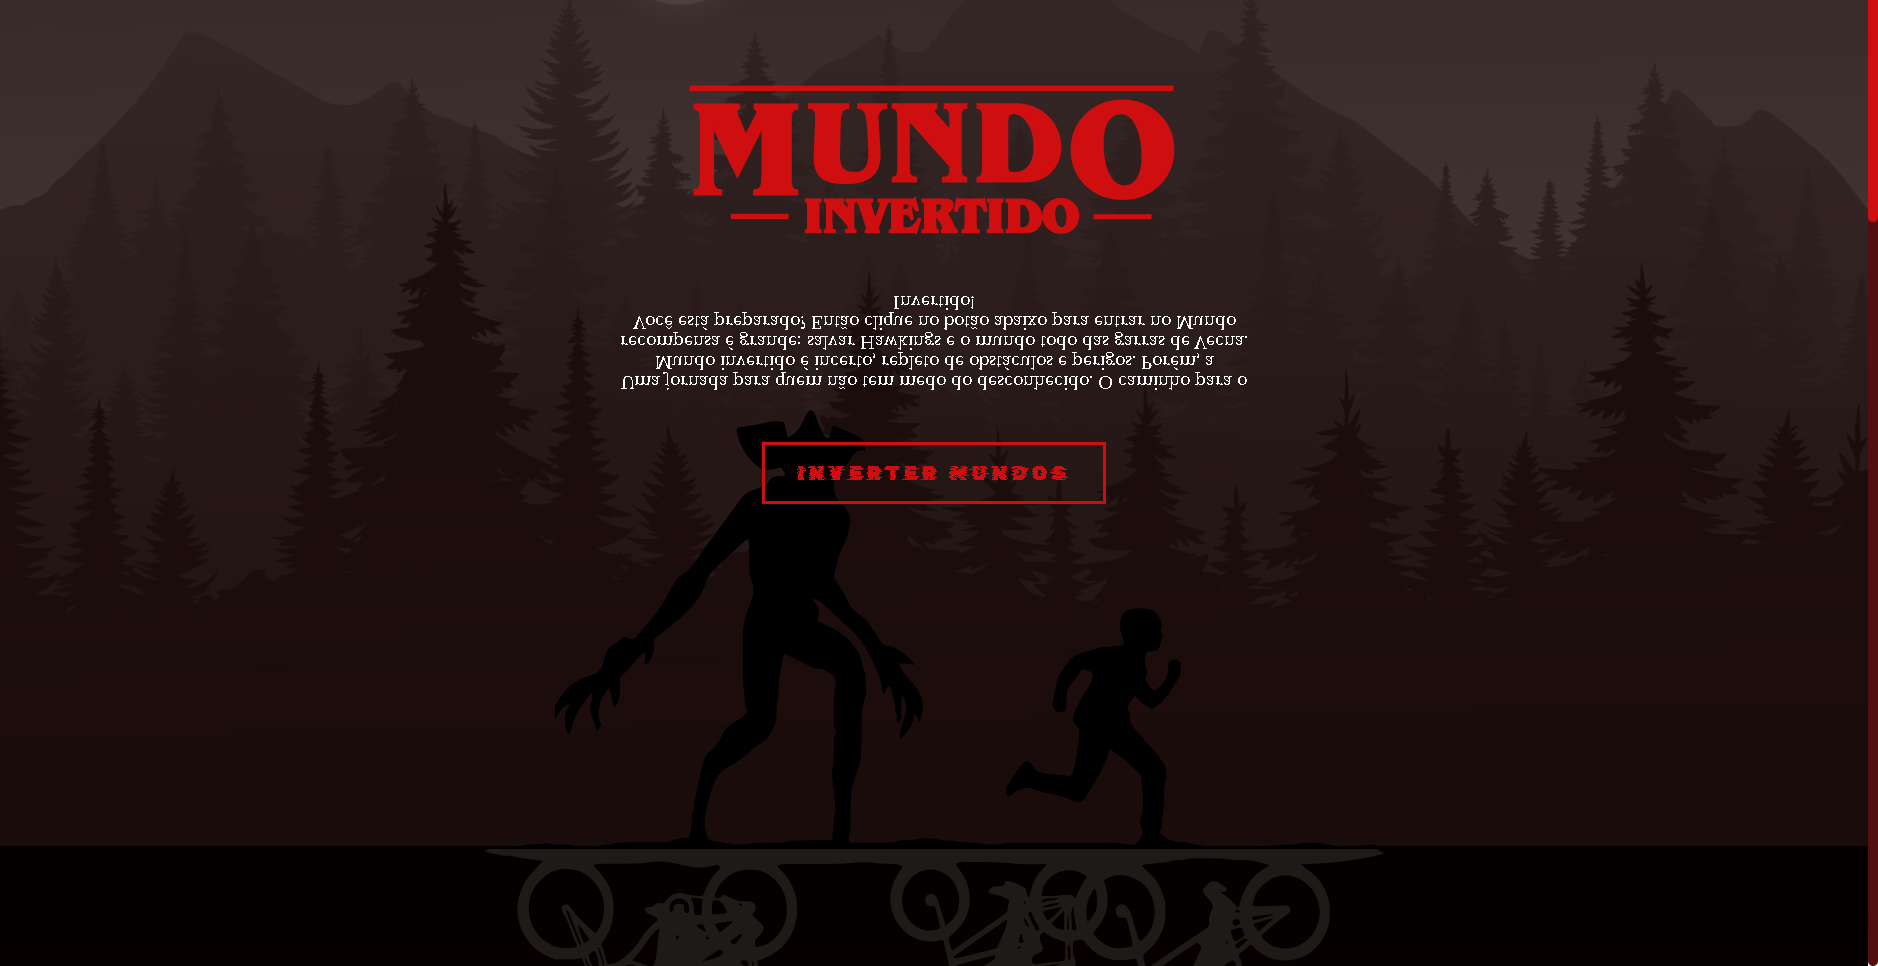 MUNDO
INVERTIDO
Uma jornada para quem não tem medo do desconhecido. O caminho para o
Mundo invertido é incerto, repleto de obstáculos e perigos. Porém, a
recompensa é grande: salvar Hawkings e o mundo todo das garras de Vecna.
Você está preparado? Então clique no botão abaixo para entrar no Mundo
Invertido!
INVERTER MUNDOS